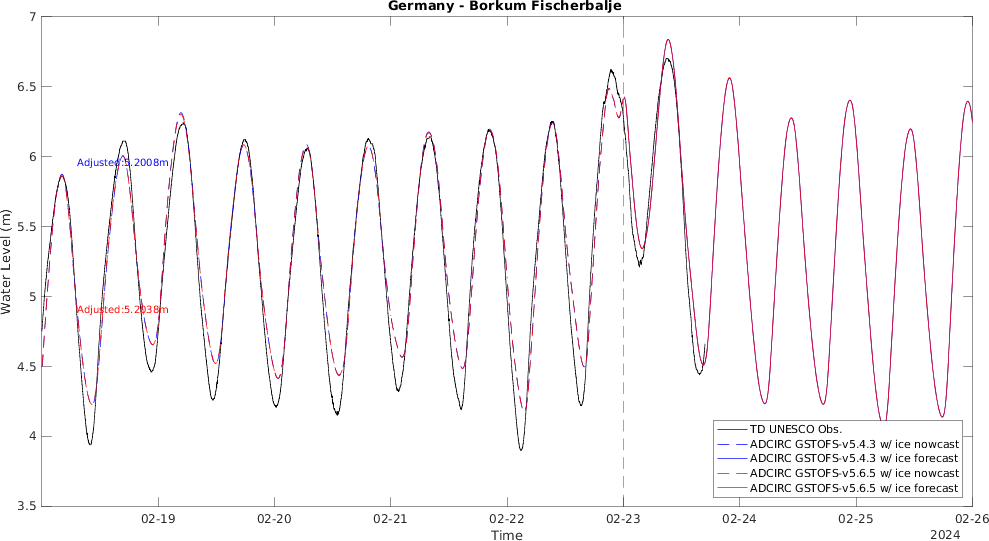 Germany - Borkum Fischerbalje
7
6.5
6
5.5
5
4.5
4
3.5
Water Level (m)
Adjusted:5.2008m
Adjusted:5.2038m
TD UNESCO Obs.
ADCIRC GSTOFS-v5.4.3 w/ ice nowcast
ADCIRC GSTOFS-v5.4.3 w/ ice forecast
ADCIRC GSTOFS-v5.6.5 w/ ice nowcast
ADCIRC GSTOFS-v5.6.5 w/ ice forecast
02-19 02-20 02-21 02-22 02-23 02-24 02-25 02-26
Time
2024